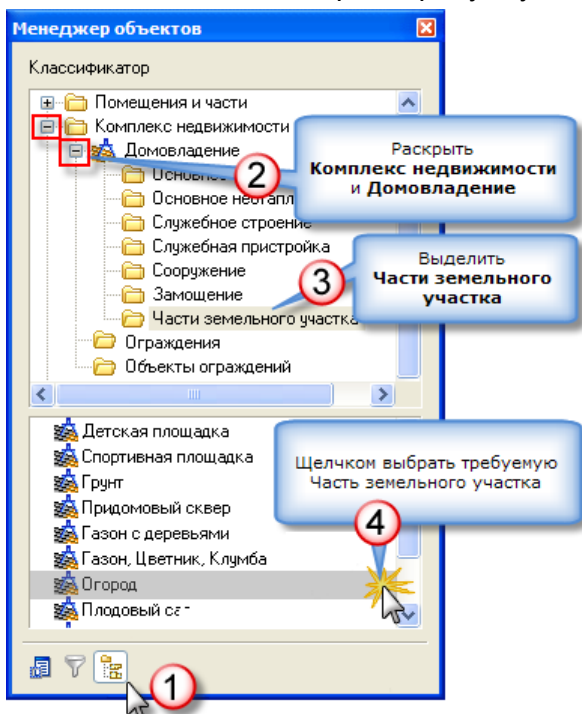 Менеджер объектов
Классификатор
Помещения и части
Комплекс недвижимости
Домовладение
Основное
Основное неотапл
Служебное строение
Служебная пристройка
Сооружение
Замощение
Части земельного участка
Ограждения
Объекты ограждений
2
Раскрыть
Комплекс недвижимости
и Домовладение
3
Выделить
Части земельного
участка
Детская площадка
Спортивная площадка
Грунт
Придомовый сквер
Газон с деревьями
Газон, Цветник, Клумба
Огород
Плодовый
Щелчком выбрать требуемую
Часть земельного участка
4
1